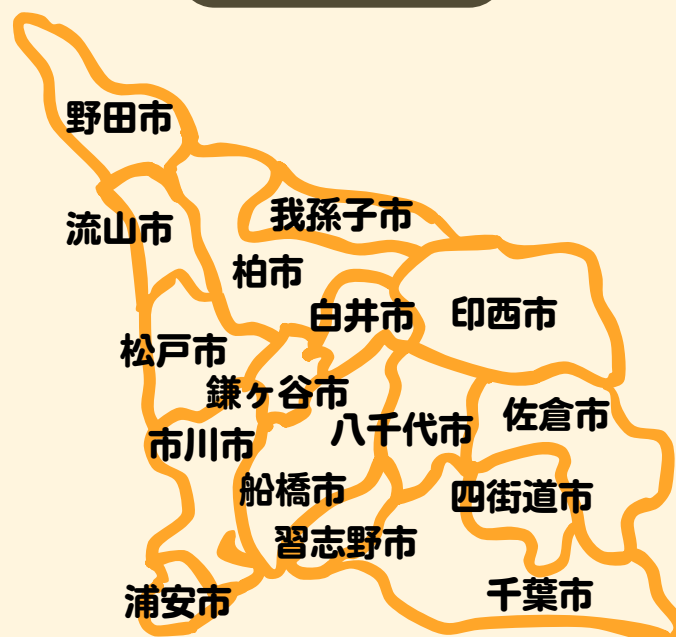 野田市
流山市
我孫子市
柏市
白井市
印西市
松戸市
鎌ヶ谷市
八千代市
佐倉市
市川市
船橋市
四街道市
習志野市
浦安市
千葉市